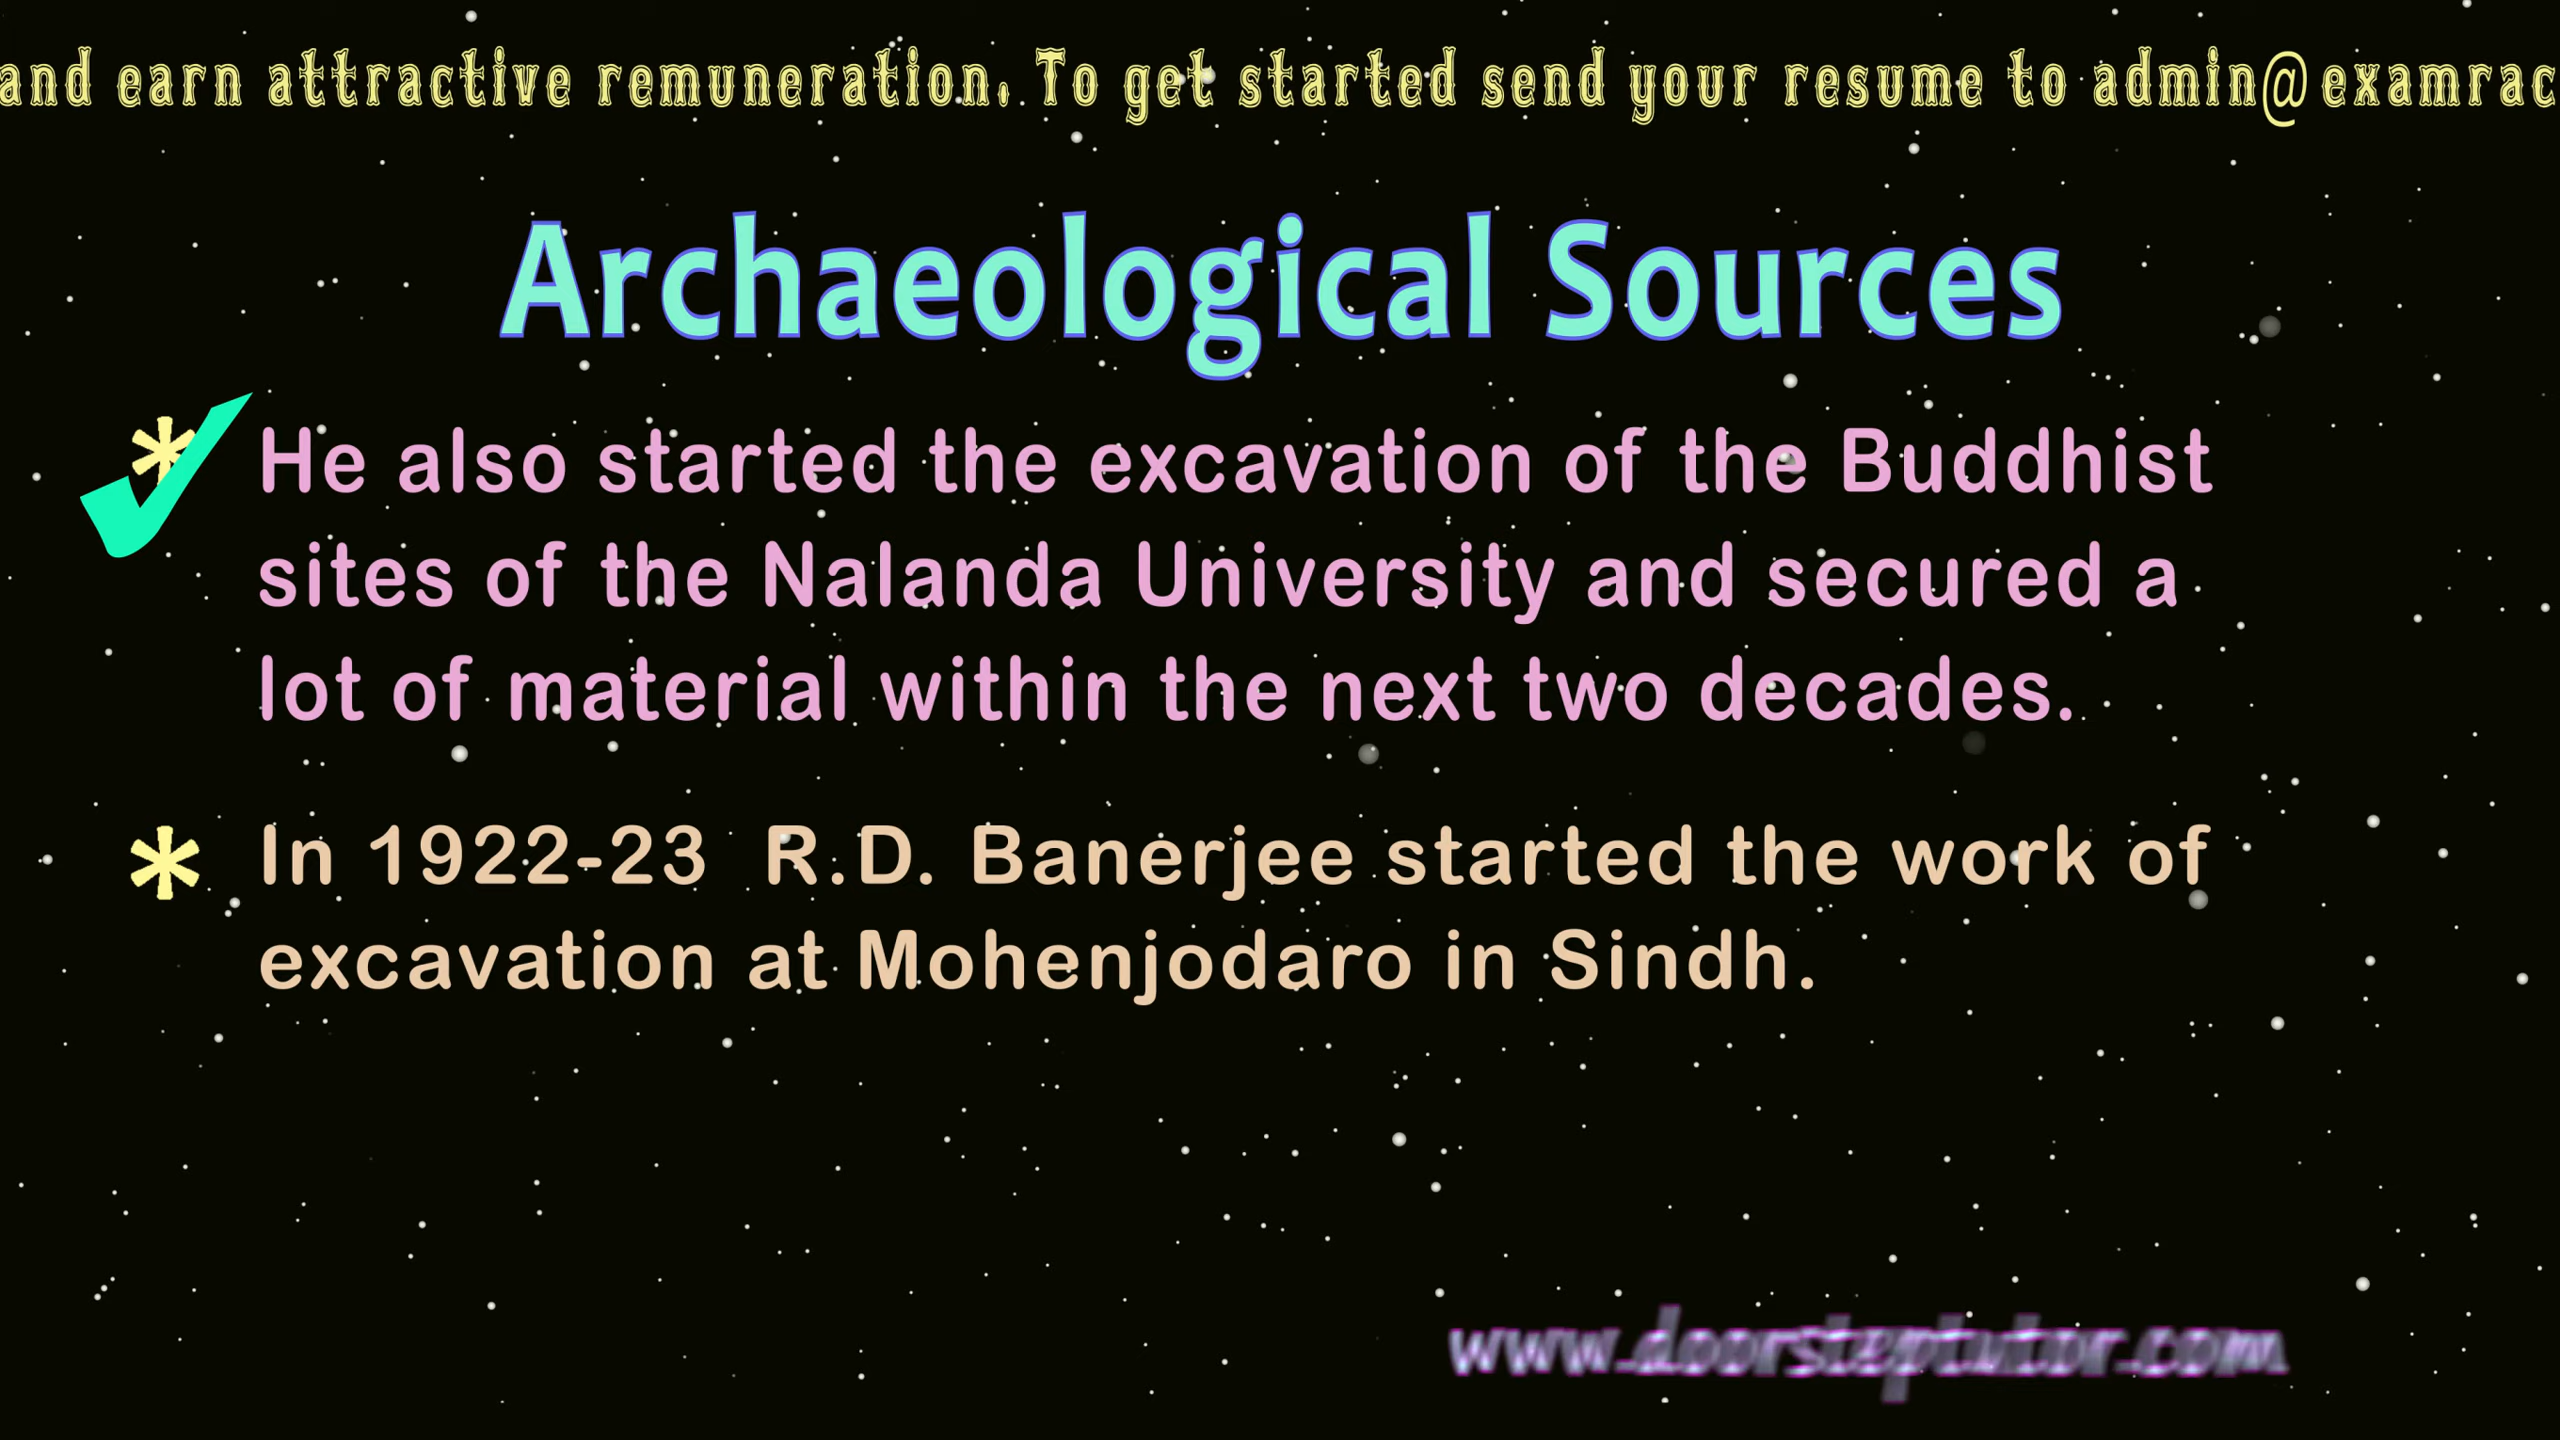 and earn attractive remuneration. To get started send your resume to admin@examrac
Archaeological Sources
* He also started the excavation of the Buddhist
sites of the Nalanda University and secured a
lot of material within the next two decades.
* In 1922-23 R.D. Banerjee started the work of
excavation at Mohenjodaro in Sindh.
www.doorsteptutor.com